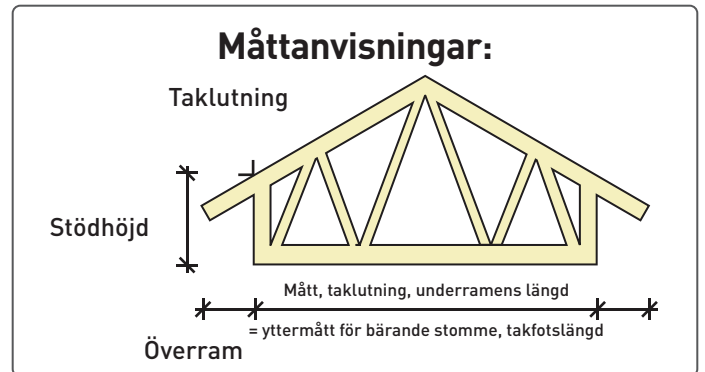 Måttanvisningar:
Taklutning
Stödhöjd
Mått, taklutning, underramens längd
= yttermått för bärande stomme, takfotslängd
Överram